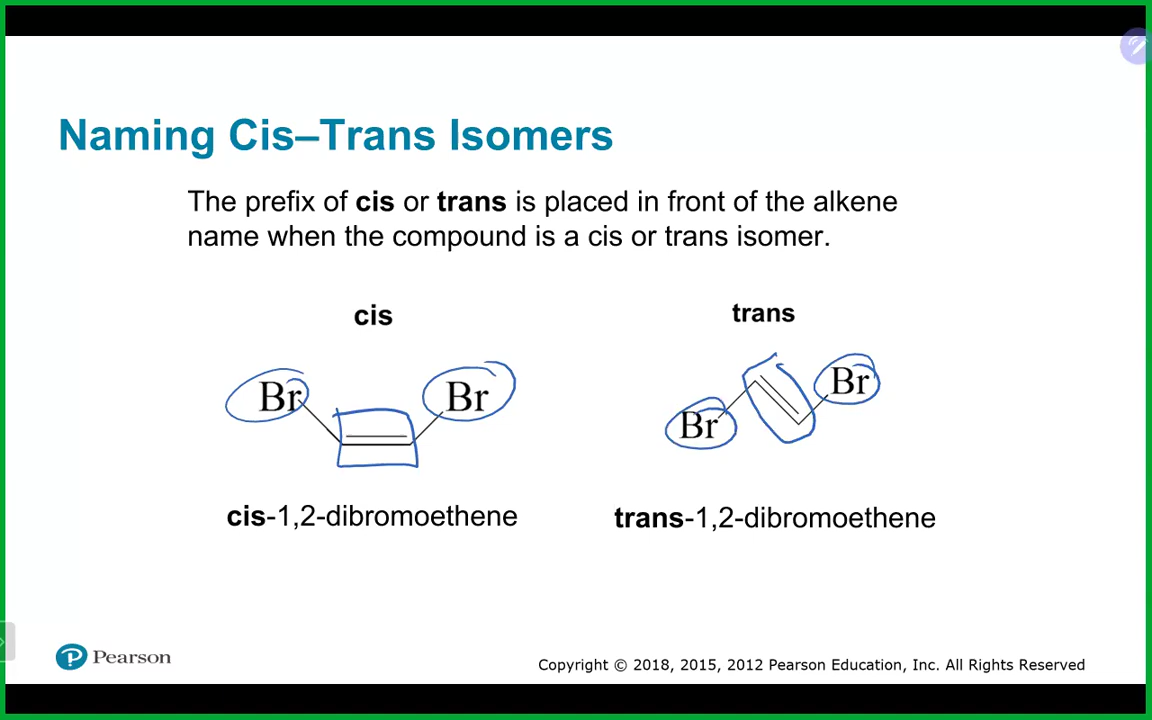 Naming Cis–Trans Isomers
The prefix of cis or trans is placed in front of the alkene
name when the compound is a cis or trans isomer.
cis
trans
Br
Br
Br
Br
cis-1,2-dibromoethene
trans-1,2-dibromoethene
Pearson
Copyright © 2018, 2015, 2012 Pearson Education, Inc. All Rights Reserved